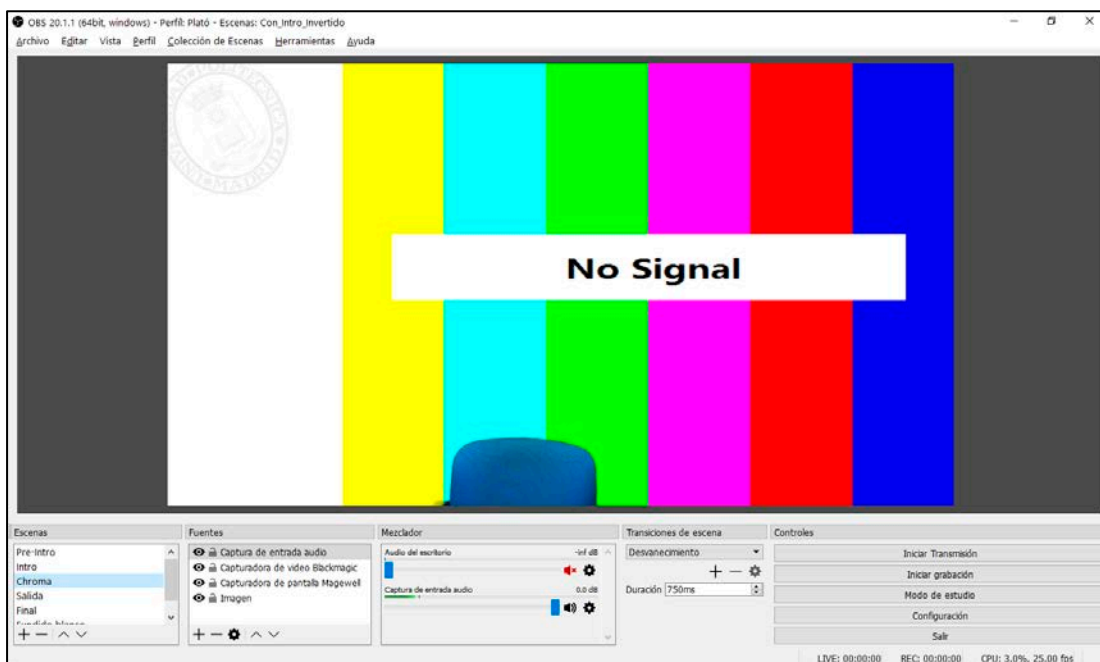 OBS 20.1.1 (64bit, windows) - Perfil: Plató - Escenas: Con_Intro_Invertido
Archivo Editar Vista Perfil Colección de Escenas Herramientas Ayuda
No Signal
Escenas
Pre-Intro
Intro
Chroma
Salida
Final
Fuentes
Captura de entrada audio
Capturadora de video Blackmagic
Capturadora de pantalla Magewell
Imagen
Mezclador
Audio del escritorio -inf dB
Captura de entrada audio 0.0 dB
Transiciones de escena
Desvanecimiento
Duración 750ms
Controles
Iniciar Transmisión
Iniciar grabación
Modo de estudio
Configuración
Salir
LIVE: 00:00:00 REC: 00:00:00 CPU: 3.0%, 25.00 fps